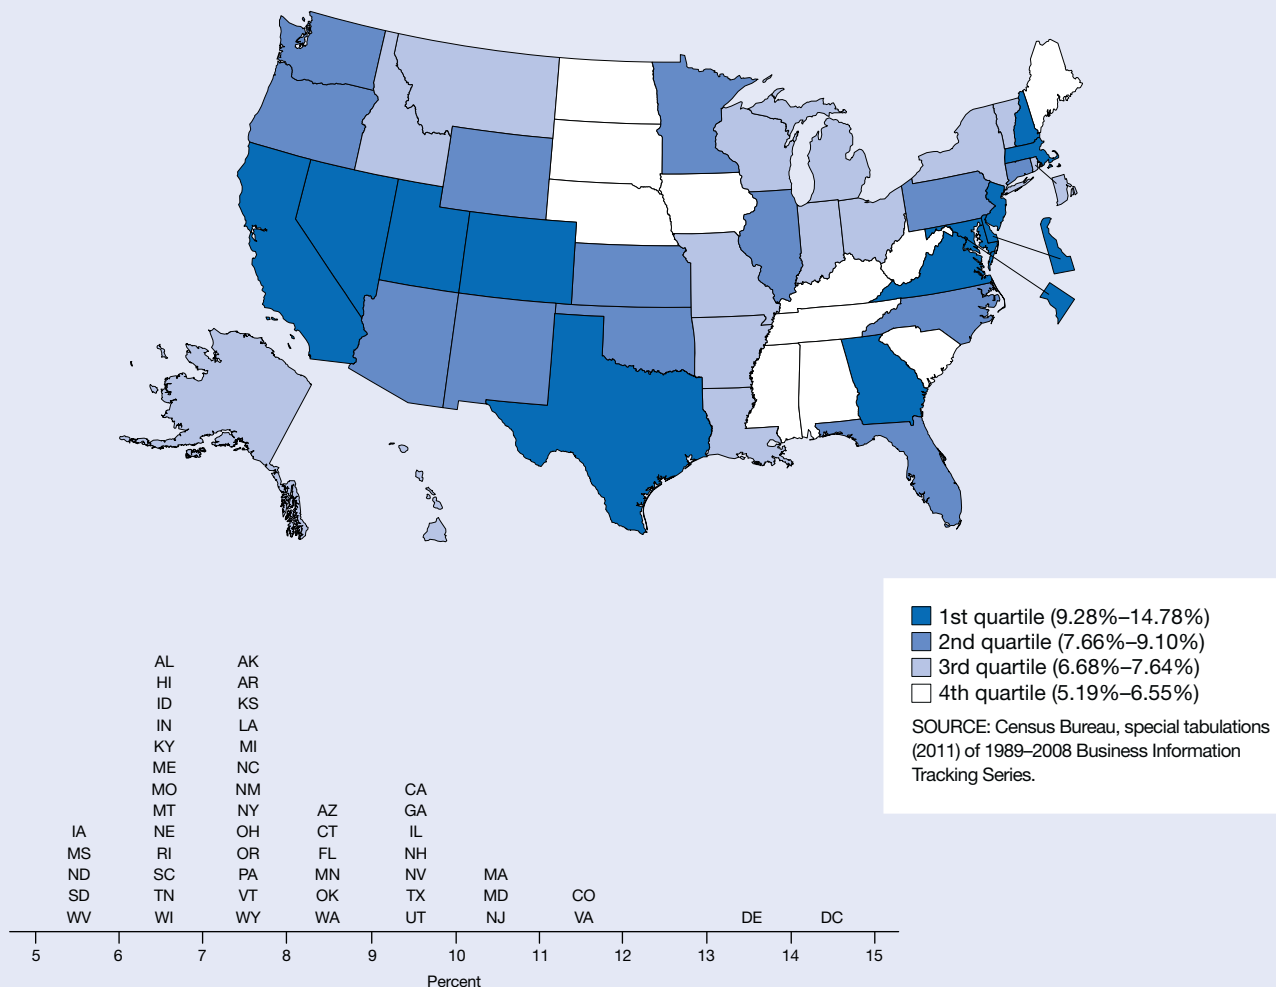 1st quartile (9.28%–14.78%)
2nd quartile (7.66%–9.10%)
3rd quartile (6.68%–7.64%)
4th quartile (5.19%–6.55%)
SOURCE: Census Bureau, special tabulations
(2011) of 1989–2008 Business Information
Tracking Series.
AL AK
HI AR
ID KS
IN LA
KY MI
ME NC
MO NM CA
MT NY AZ GA
IA NE OH CT IL
MS RI OR FL NH
ND SC PA MN NV MA
SD TN VT OK TX MD CO
WV WI WY WA UT NJ VA DE DC
5 6 7 8 9 10 11 12 13 14 15
Percent